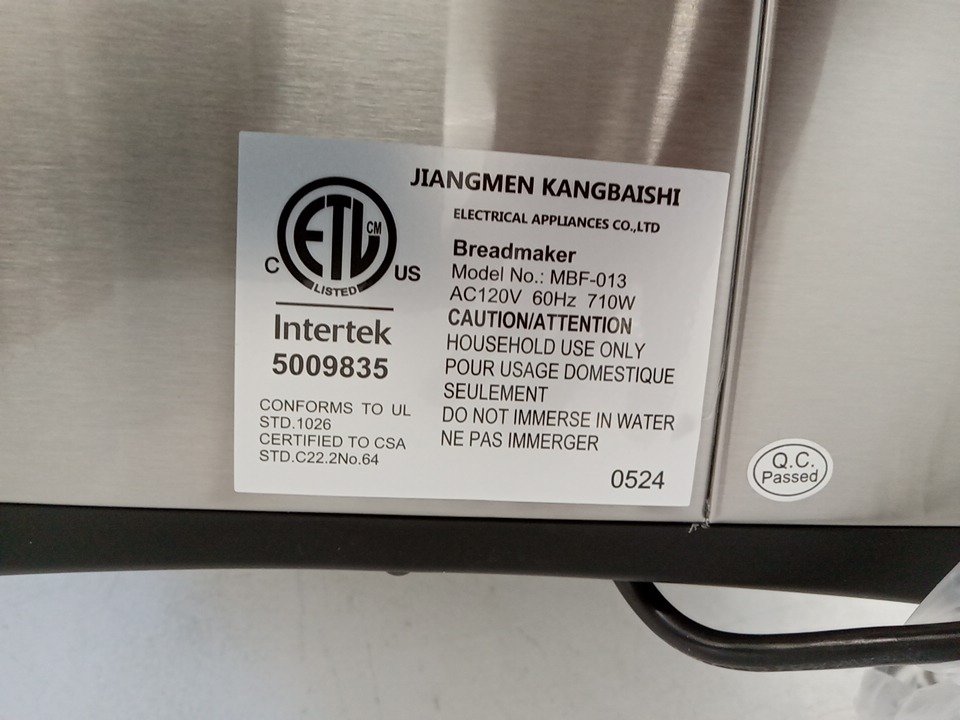 ETL CM
C US
LISTED
Intertek
5009835
CONFORMS TO UL
STD.1026
CERTIFIED TO CSA
STD.C22.2No.64
JIANGMEN KANGBAISHI
ELECTRICAL APPLIANCES CO.,LTD
Breadmaker
Model No.: MBF-013
AC120V 60Hz 710W
CAUTION/ATTENTION
HOUSEHOLD USE ONLY
POUR USAGE DOMESTIQUE
SEULEMENT
DO NOT IMMERSE IN WATER
NE PAS IMMERGER
0524
Q.C.
Passed